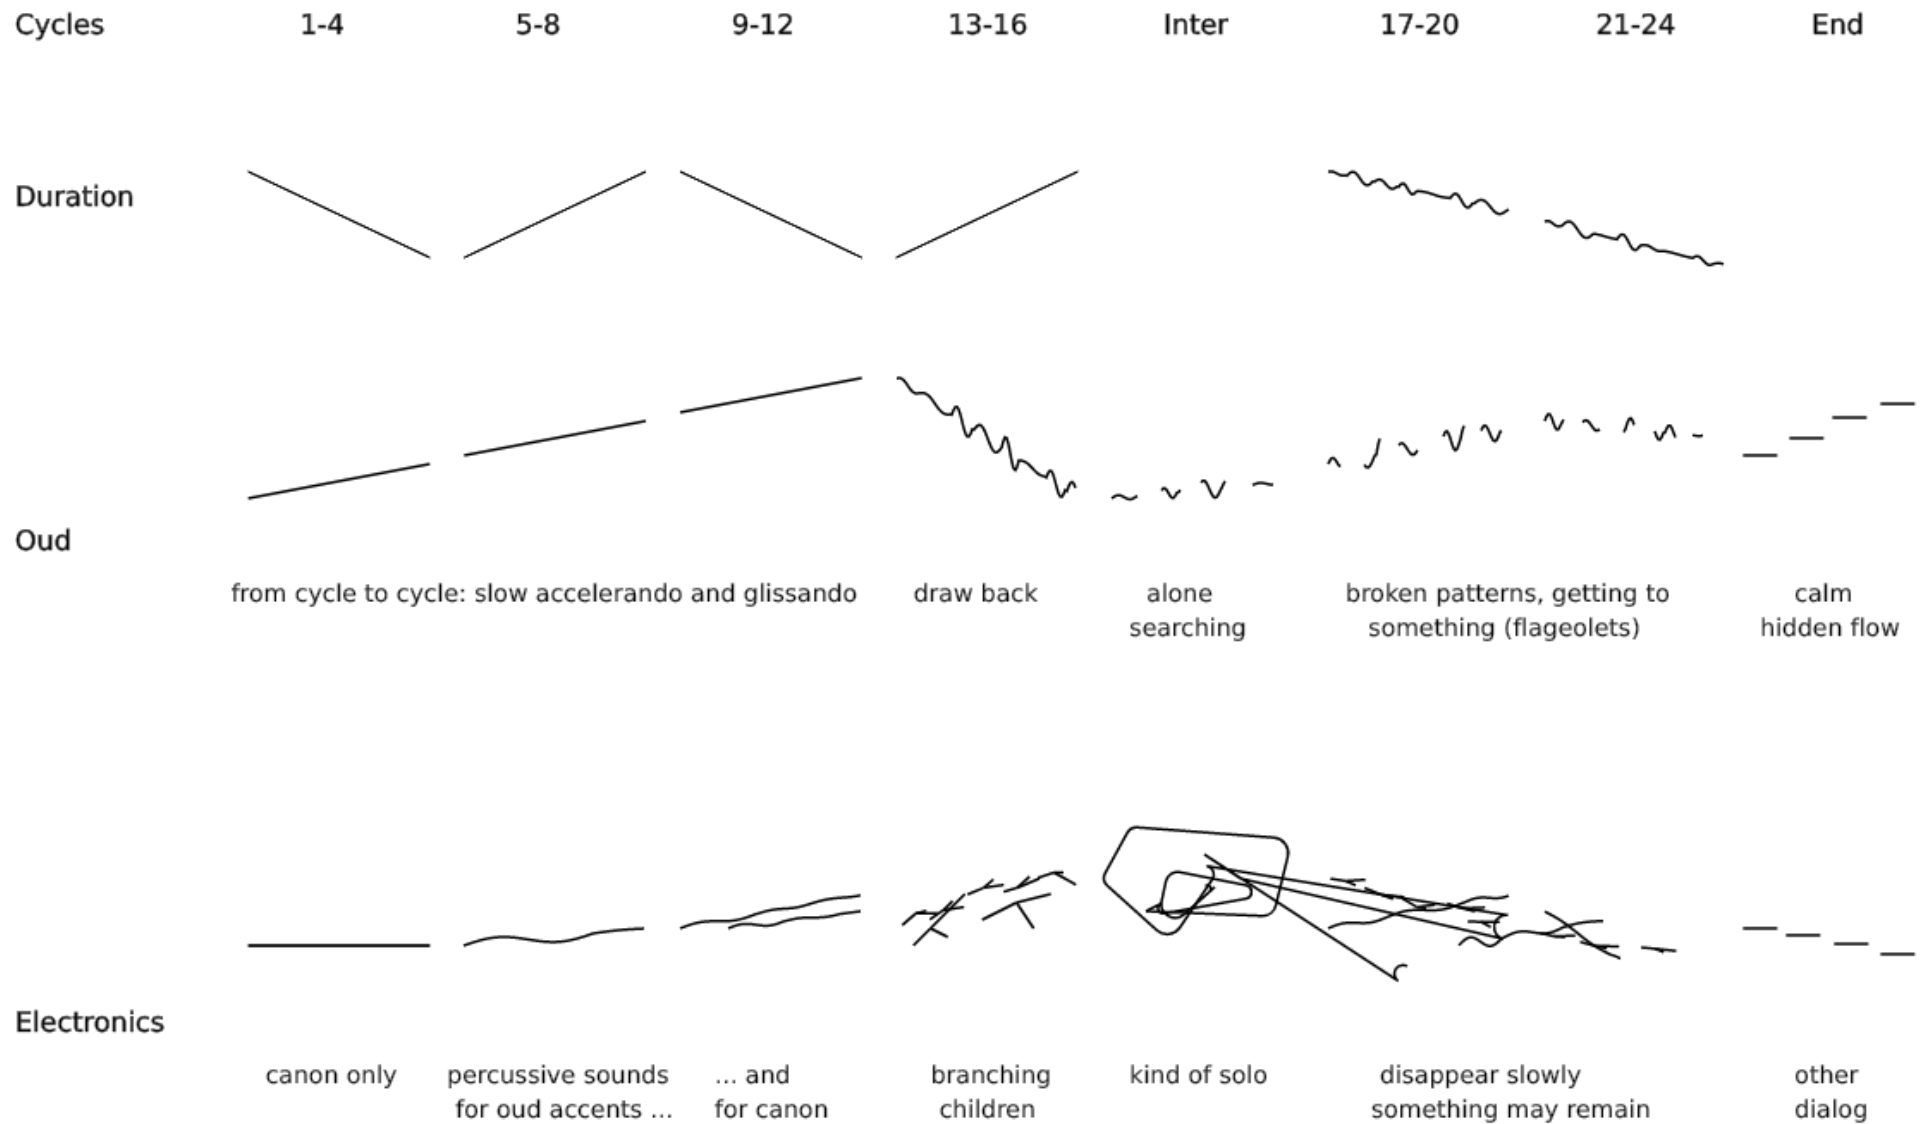 Cycles 1-4 5-8 9-12 13-16 Inter 17-20 21-24 End
Duration
Oud
from cycle to cycle: slow accelerando and glissando draw back alone broken patterns, getting to calm
searching something (flageolets) hidden flow
Electronics
canon only percussive sounds ... and branching kind of solo disappear slowly other
for oud accents ... for canon children something may remain dialog